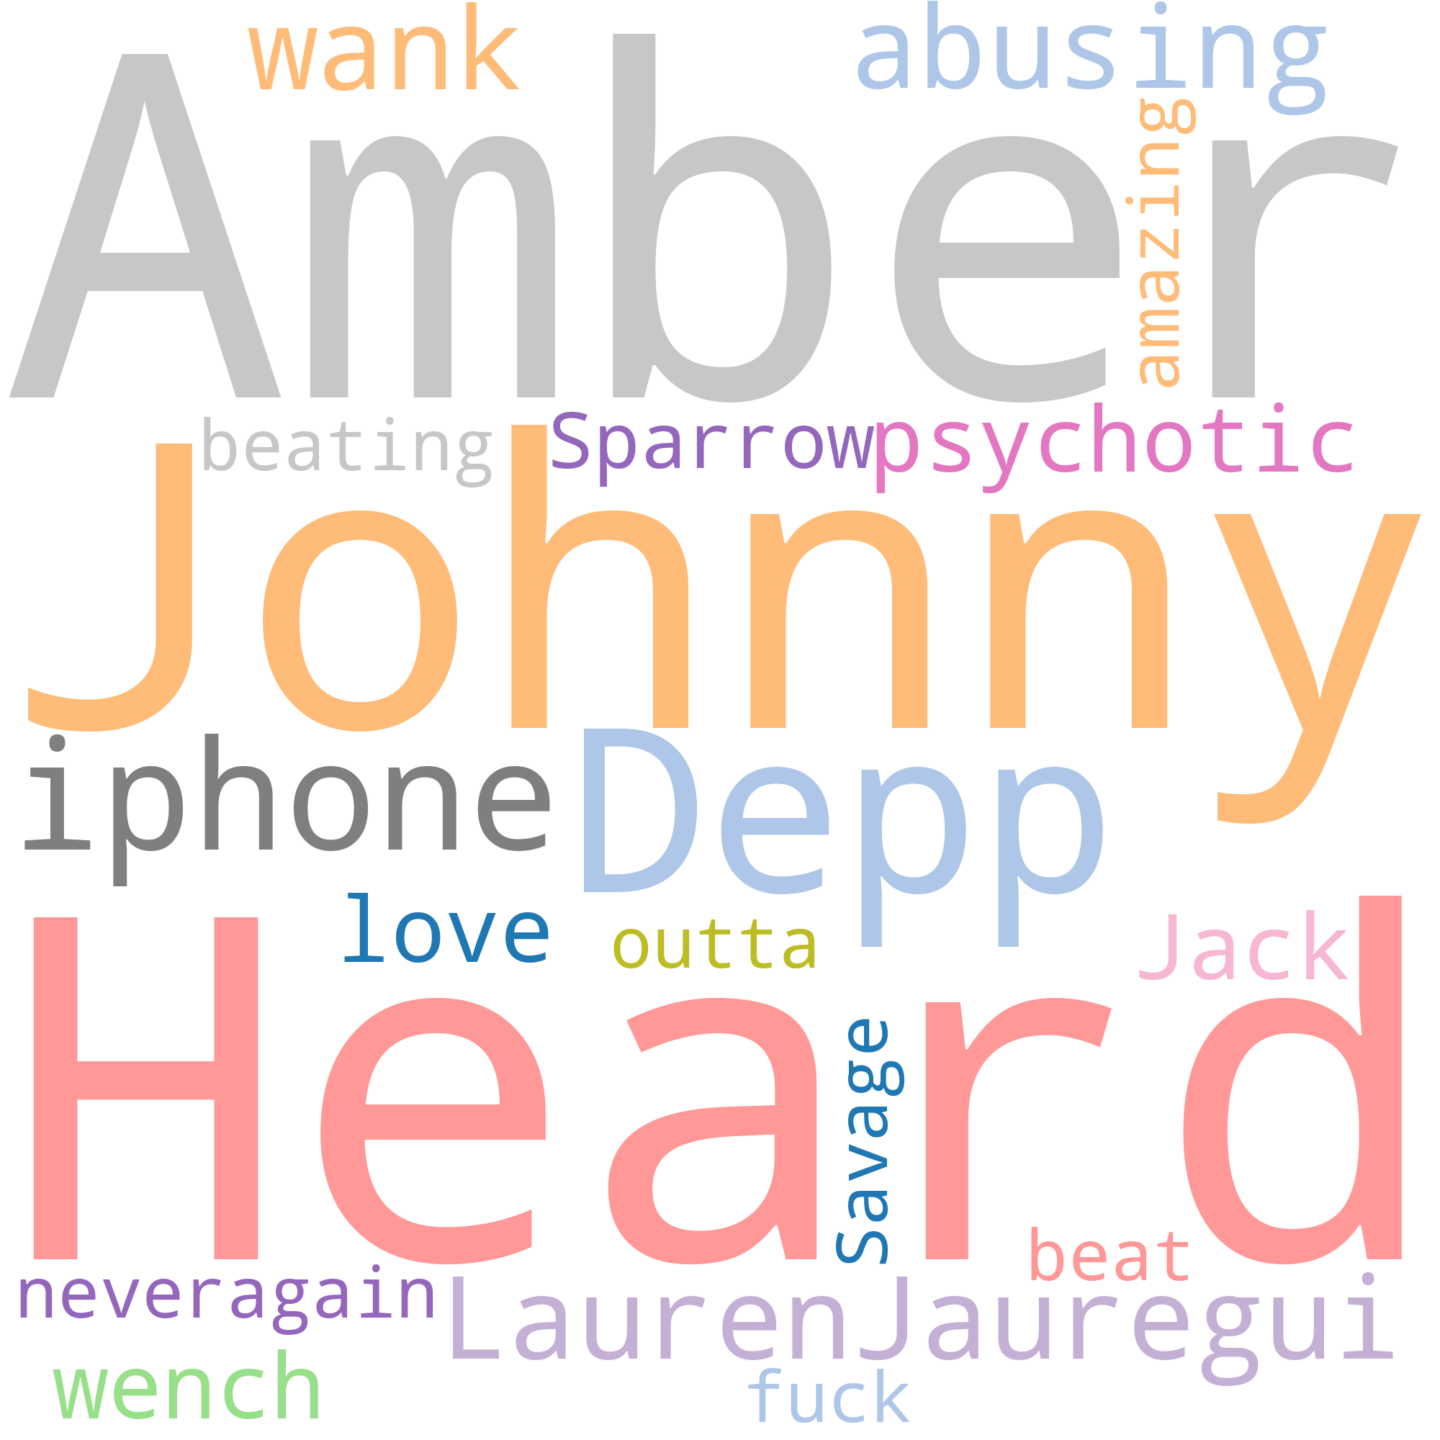 wank
abusing
Amber
amazing
beating
Sparrow
psychotic
Johnny
iphone
Depp
love
outta
Jack
Heard
Savage
beat
neveragain
LaurenJauregui
wench
fuck